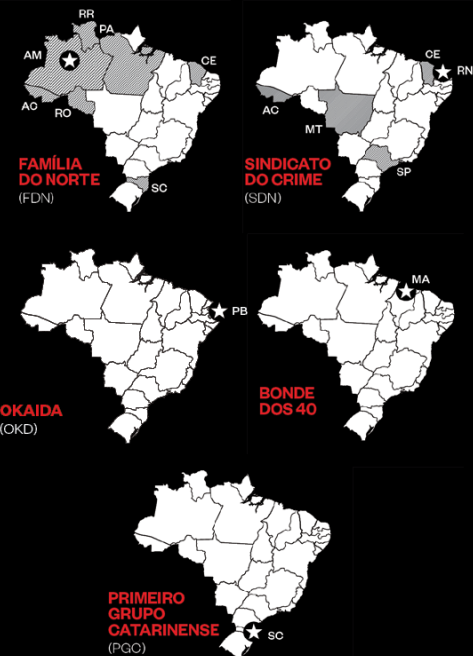 RR
PA
AM
CE
AC
RO
SC
FAMÍLIA
DO NORTE
(FDN)
CE
RN
AC
MT
SP
SINDICATO
DO CRIME
(SDN)
PB
OKAIDA
(OKD)
MA
BONDE
DOS 40
PRIMEIRO
GRUPO
CATARINENSE
(PGC)
SC